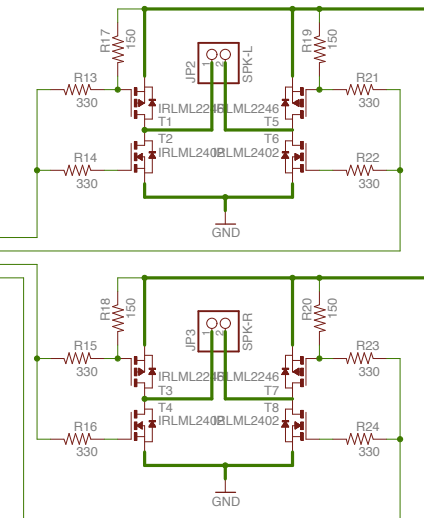 R17
150
JP2
1
2
SPK-L
R19
150
R13
330
R21
330
IRLML2246
IRLML2246
T1
T5
T2
T6
IRLML2402
IRLML2402
R14
330
R22
330
GND
R18
150
JP3
1
2
SPK-R
R20
150
R15
330
R23
330
IRLML2246
IRLML2246
T3
T7
T4
T8
IRLML2402
IRLML2402
R16
330
R24
330
GND